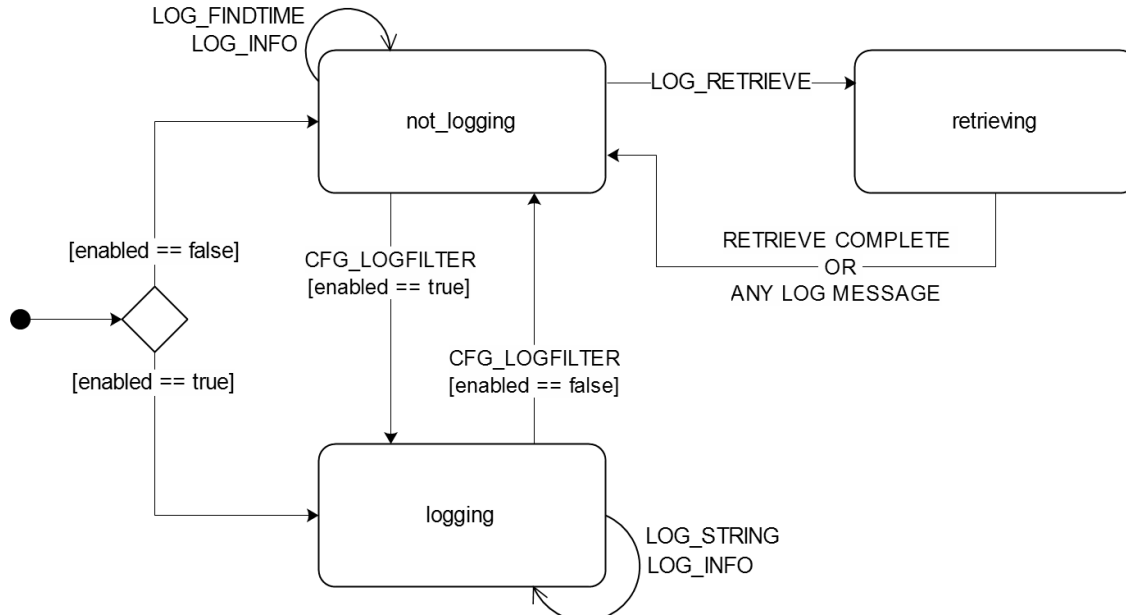 LOG_FINDTIME
LOG_INFO
not_logging
LOG_RETRIEVE
retrieving
[enabled == false]
CFG_LOGFILTER
[enabled == true]
RETRIEVE COMPLETE
OR
ANY LOG MESSAGE
[enabled == true]
CFG_LOGFILTER
[enabled == false]
logging
LOG_STRING
LOG_INFO